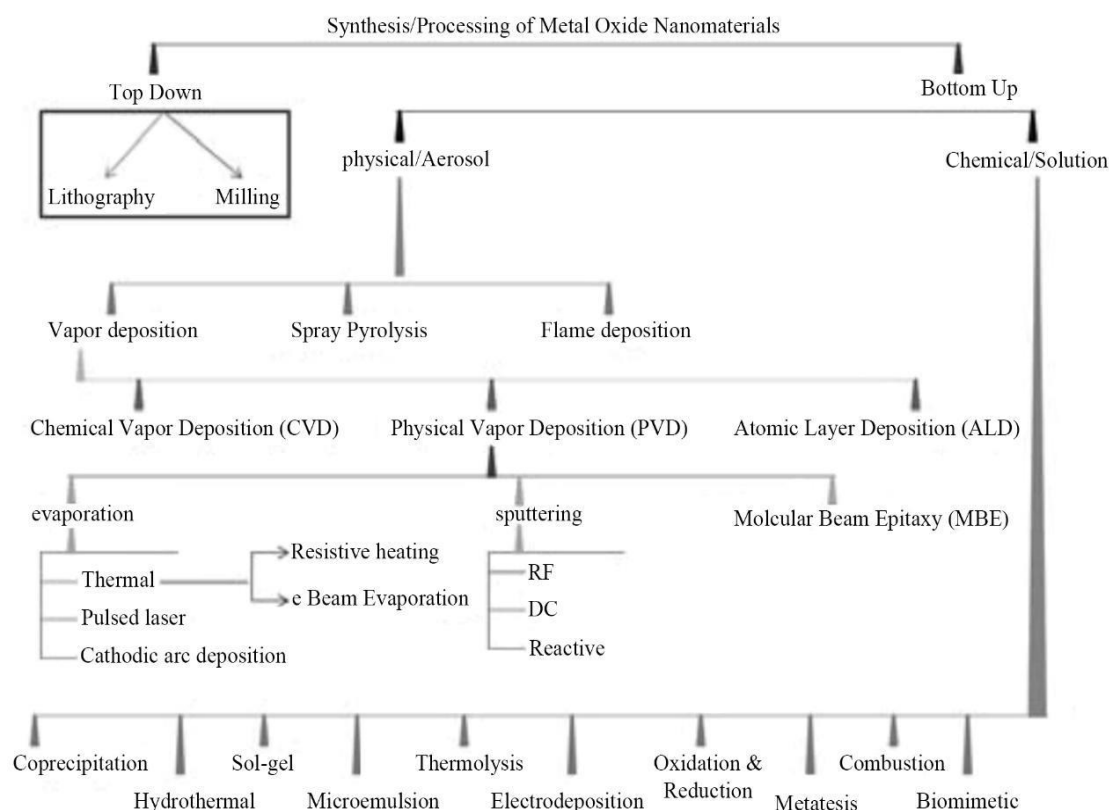 Synthesis/Processing of Metal Oxide Nanomaterials
Top Down
Bottom Up
Lithography
Milling
physical/Aerosol
Chemical/Solution
Vapor deposition
Spray Pyrolysis
Flame deposition
Chemical Vapor Deposition (CVD)
Physical Vapor Deposition (PVD)
Atomic Layer Deposition (ALD)
evaporation
sputtering
Molcular Beam Epitaxy (MBE)
Thermal
Resistive heating
e Beam Evaporation
Pulsed laser
Cathodic arc deposition
RF
DC
Reactive
Coprecipitation
Hydrothermal
Sol-gel
Microemulsion
Thermolysis
Electrodeposition
Oxidation &
Reduction
Metatesis
Combustion
Biomimetic